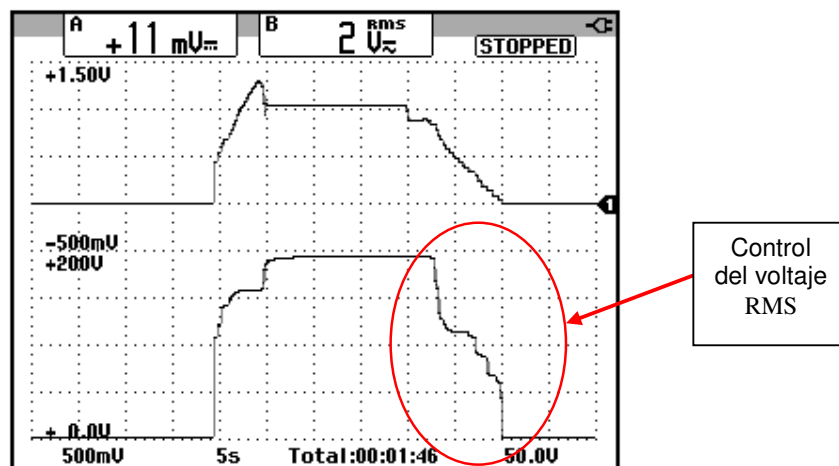 A
+11 mV
B
2 rms V
STOPPED
+1.50V
1
-500mV
+200V
+ 0.0V
500mV 5s Total:00:01:46 50.0V
Control
del voltaje
RMS